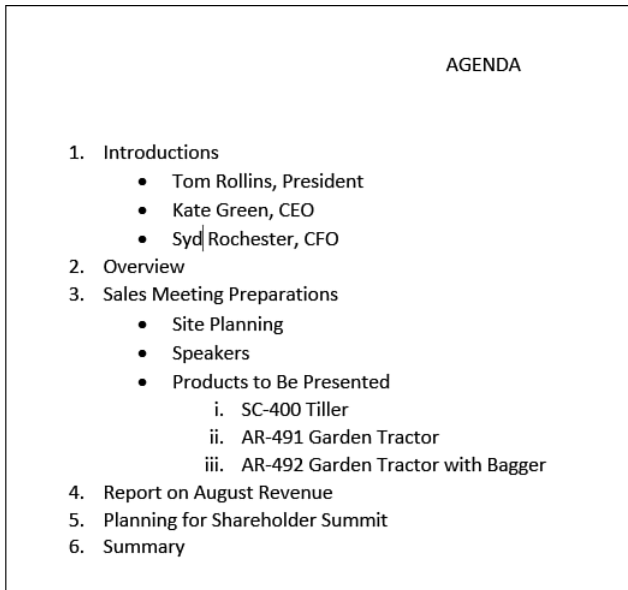 AGENDA
1. Introductions
• Tom Rollins, President
• Kate Green, CEO
• Syd Rochester, CFO
2. Overview
3. Sales Meeting Preparations
• Site Planning
• Speakers
• Products to Be Presented
i. SC-400 Tiller
ii. AR-491 Garden Tractor
iii. AR-492 Garden Tractor with Bagger
4. Report on August Revenue
5. Planning for Shareholder Summit
6. Summary